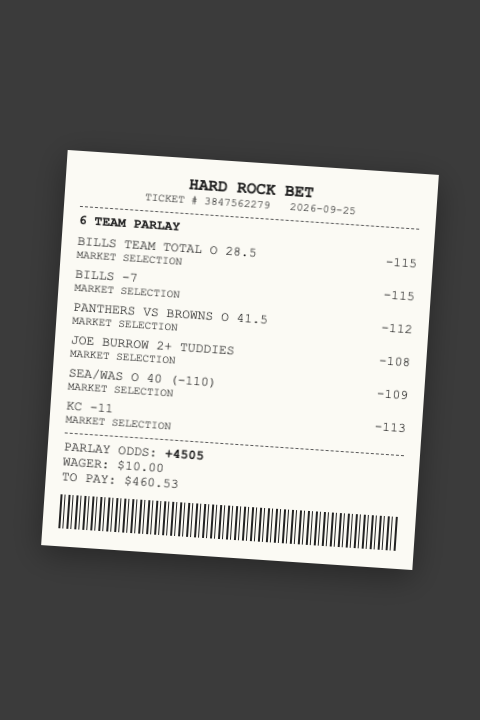 HARD ROCK BET
TICKET # 3847562279 2026-09-25
6 TEAM PARLAY
BILLS TEAM TOTAL O 28.5 -115
MARKET SELECTION
BILLS -7 -115
MARKET SELECTION
PANTHERS VS BROWNS O 41.5 -112
MARKET SELECTION
JOE BURROW 2+ TUDDIES -108
MARKET SELECTION
SEA/WAS O 40 (-110) -109
MARKET SELECTION
KC -11 -113
MARKET SELECTION
PARLAY ODDS: +4505
WAGER: $10.00
TO PAY: $460.53